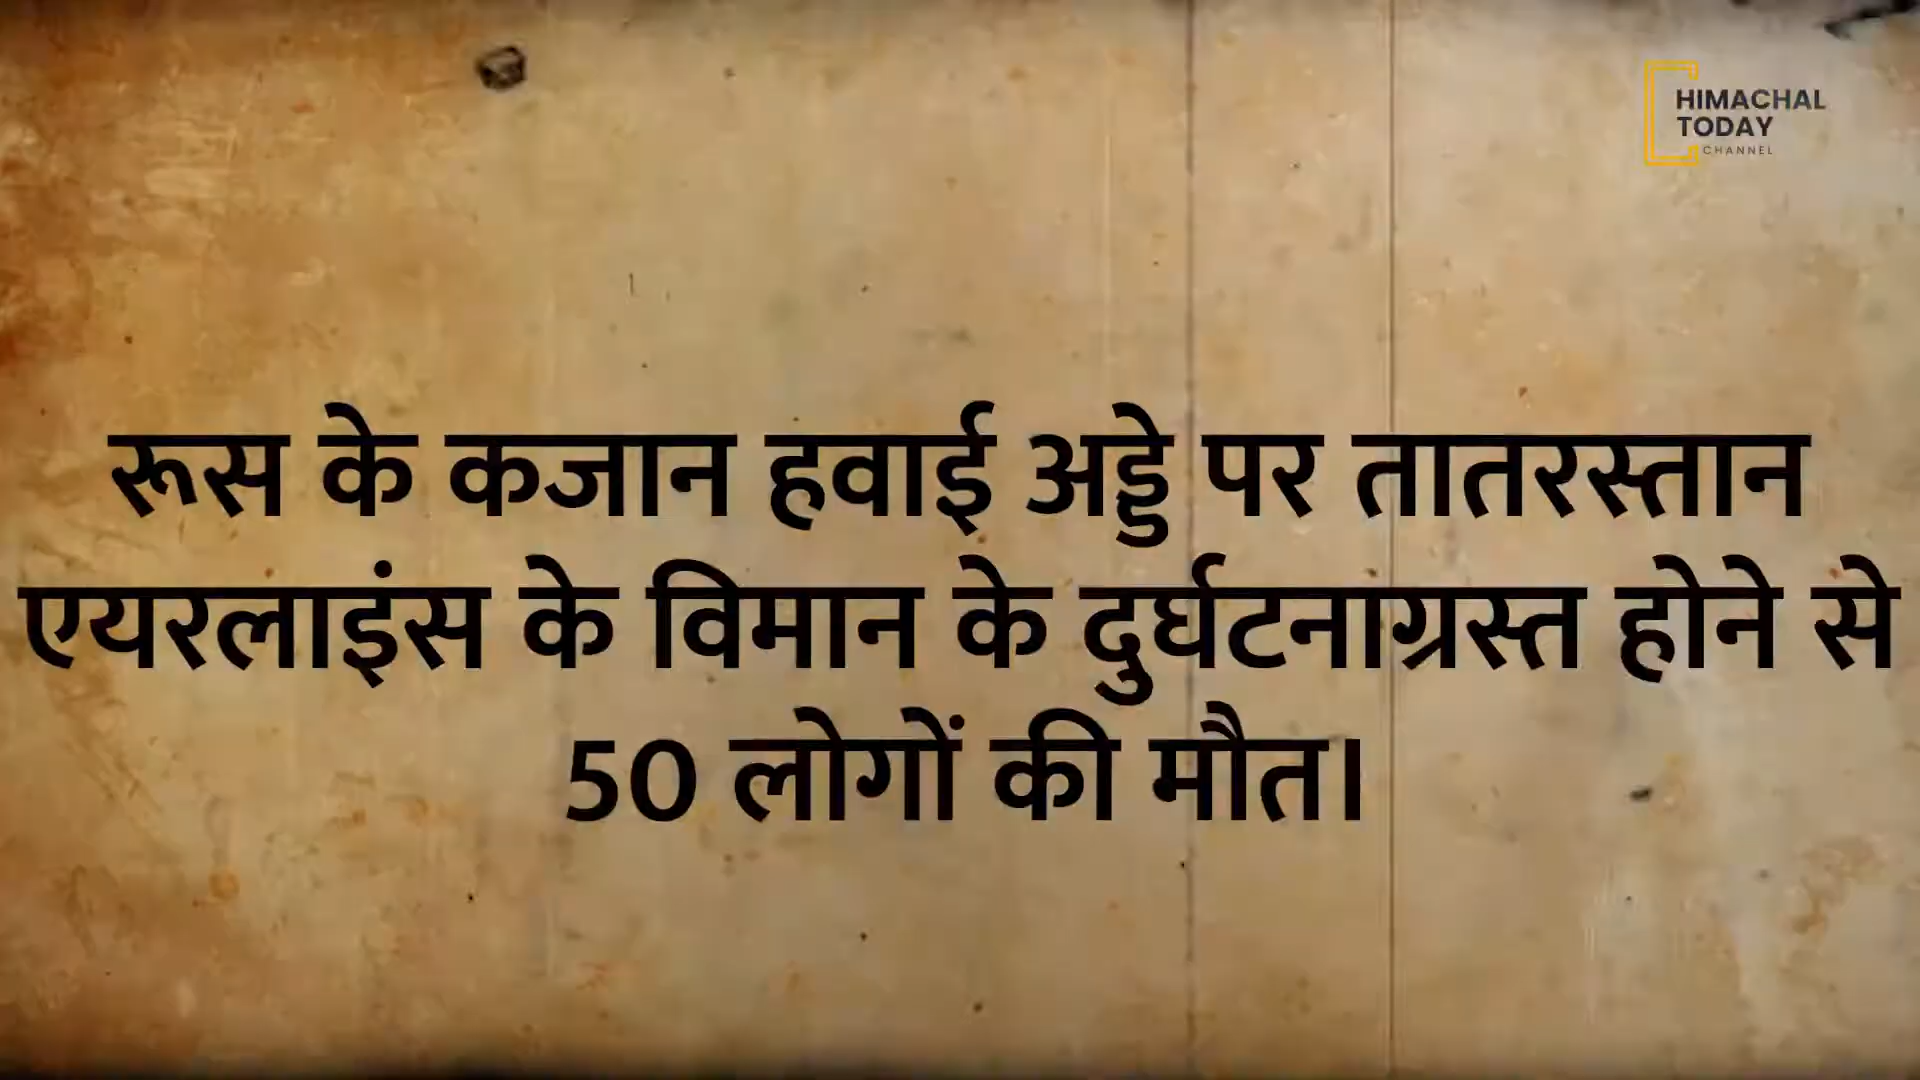 HIMACHAL
TODAY
CHANNEL
रूस के कजान हवाई अड्डे पर तातरस्तान
एयरलाइंस के विमान के दुर्घटनाग्रस्त होने से
50 लोगों की मौत।